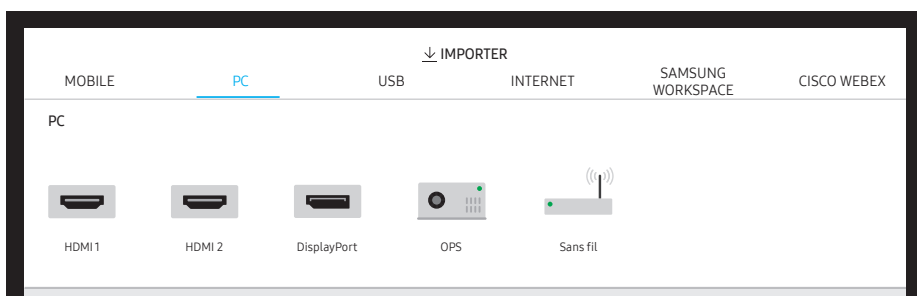 IMPORTER
MOBILE PC USB INTERNET SAMSUNG WORKSPACE CISCO WEBEX
PC
HDMI 1 HDMI 2 DisplayPort OPS Sans fil